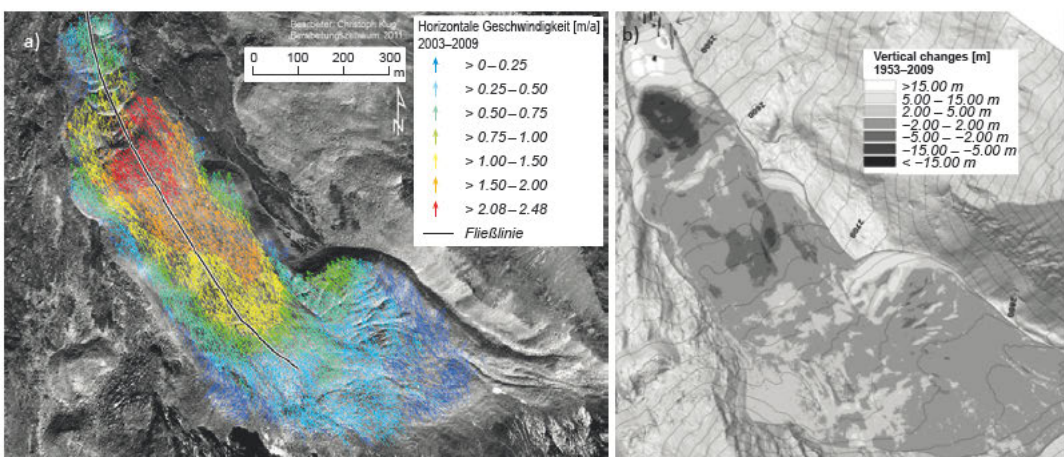 a)
Bearbeiter: Christoph Klug
Bearbeitungszeitraum 2011
0 50 100 200 300
m
N
Horizontale Geschwindigkeit [m/a]
2003–2009
> 0–0.25
> 0.25–0.50
> 0.50–0.75
> 0.75–1.00
> 1.00–1.50
> 1.50–2.00
> 2.08–2.48
Fließlinie
b)
Vertical changes [m]
1953–2009
>15.00 m
5.00 – 15.00 m
2.00 – 5.00 m
-2.00 – 2.00 m
-5.00 – -2.00 m
-15.00 – -5.00 m
< -15.00 m